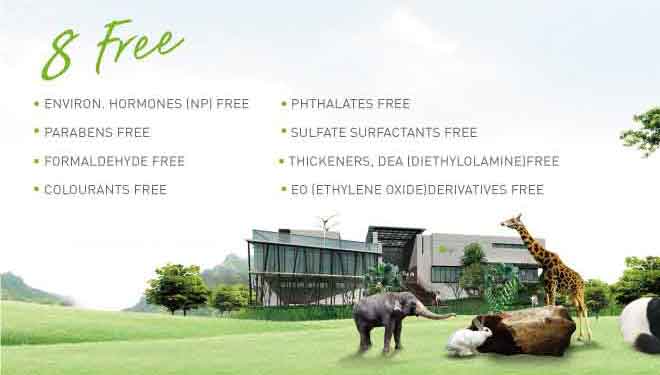 8 Free
ENVIRON. HORMONES (NP) FREE
PARABENS FREE
FORMALDEHYDE FREE
COLOURANTS FREE
PHTHALATES FREE
SULFATE SURFACTANTS FREE
THICKENERS, DEA (DIETHYLOLAMINE)FREE
EO (ETHYLENE OXIDE)DERIVATIVES FREE